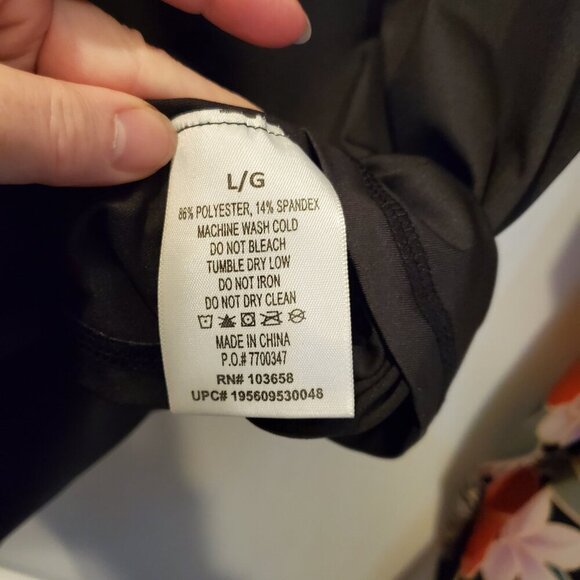 L/G
86% POLYESTER, 14% SPANDEX
MACHINE WASH COLD
DO NOT BLEACH
TUMBLE DRY LOW
DO NOT IRON
DO NOT DRY CLEAN
MADE IN CHINA
P.O.# 7700347
RN# 103658
UPC# 195609530048